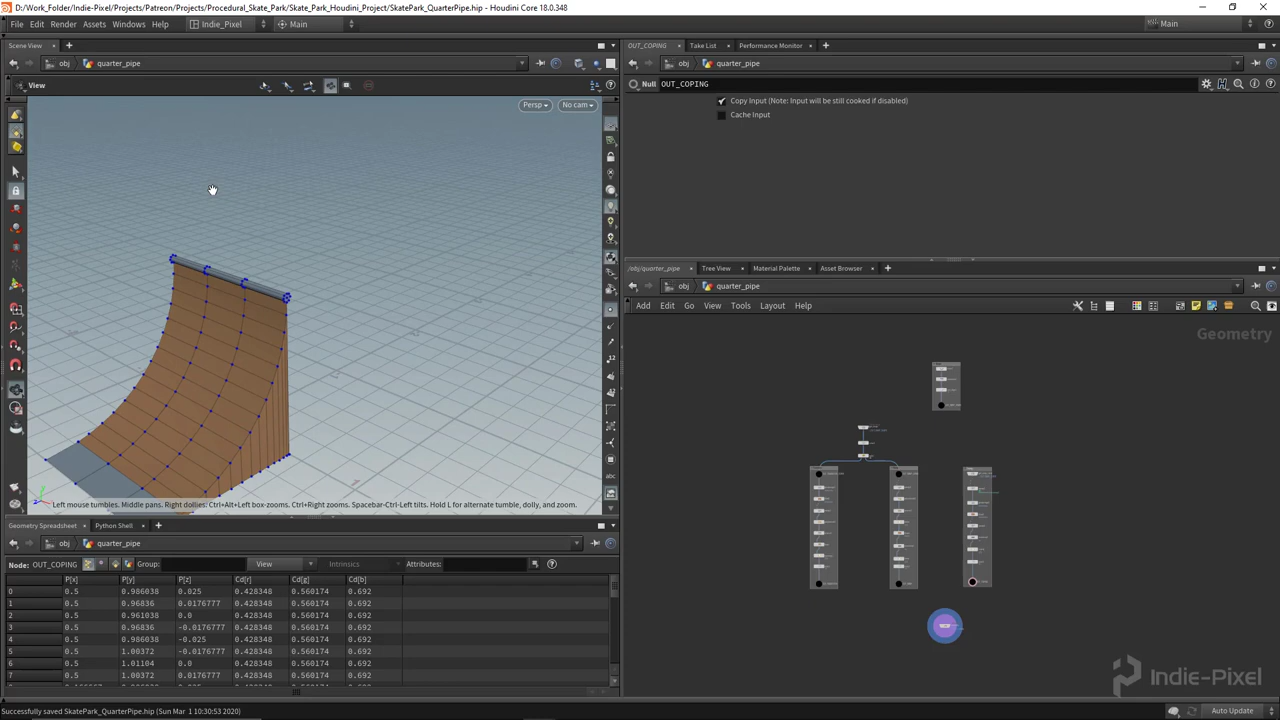 D:/Work_Folder/Indie-Pixel/Projects/Patreon/Projects/Procedural_Skate_Park/Skate_Park_Houdini_Project/SkatePark_QuarterPipe.hip - Houdini Core 18.0.348
File Edit Render Assets Windows Help Indie_Pixel Main Main
Scene View OUT_COPING Take List Performance Monitor
obj quarter_pipe obj quarter_pipe
View Null OUT_COPING
Copy Input (Note: Input will be still cooked if disabled)
Persp No cam
Cache Input
/obj/quarter_pipe Tree View Material Palette Asset Browser
obj quarter_pipe
Add Edit Go View Tools Layout Help
Geometry
Left mouse tumbles. Middle pans. Right dollies. Ctrl+Alt+Left box-zooms. Ctrl+Right zooms. Spacebar-Ctrl-Left tilts. Hold L for alternate tumble, dolly, and zoom.
Geometry Spreadsheet Python Shell
obj quarter_pipe
Node: OUT_COPING Group: View Intrinsics Attributes:
P[x] P[y] P[z] Cd[r] Cd[g] Cd[b]
0 0.5 0.986038 0.025 0.428348 0.560174 0.692
1 0.5 0.96836 0.0176777 0.428348 0.560174 0.692
2 0.5 0.961038 0.0 0.428348 0.560174 0.692
3 0.5 0.96836 -0.0176777 0.428348 0.560174 0.692
4 0.5 0.986038 -0.025 0.428348 0.560174 0.692
5 0.5 1.00372 -0.0176777 0.428348 0.560174 0.692
6 0.5 1.01104 0.0 0.428348 0.560174 0.692
7 0.5 1.00372 0.0176777 0.428348 0.560174 0.692
Indie-Pixel
Successfully saved SkatePark_QuarterPipe.hip (Sun Mar 1 10:30:53 2020) Auto Update